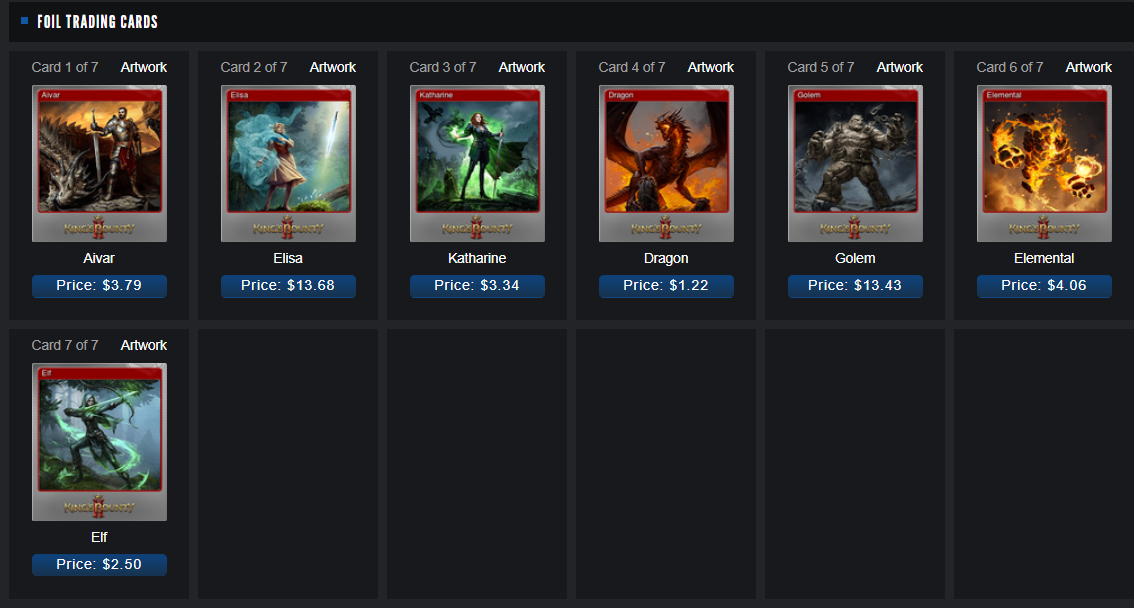 FOIL TRADING CARDS
Card 1 of 7 Artwork
Card 2 of 7 Artwork
Card 3 of 7 Artwork
Card 4 of 7 Artwork
Card 5 of 7 Artwork
Card 6 of 7 Artwork
Aivar
Elisa
Katharine
Dragon
Golem
Elemental
KING'S BOUNTY II
KING'S BOUNTY II
KING'S BOUNTY II
KING'S BOUNTY II
KING'S BOUNTY II
KING'S BOUNTY II
Aivar
Elisa
Katharine
Dragon
Golem
Elemental
Price: $3.79
Price: $13.68
Price: $3.34
Price: $1.22
Price: $13.43
Price: $4.06
Card 7 of 7 Artwork
Elf
KING'S BOUNTY II
Elf
Price: $2.50